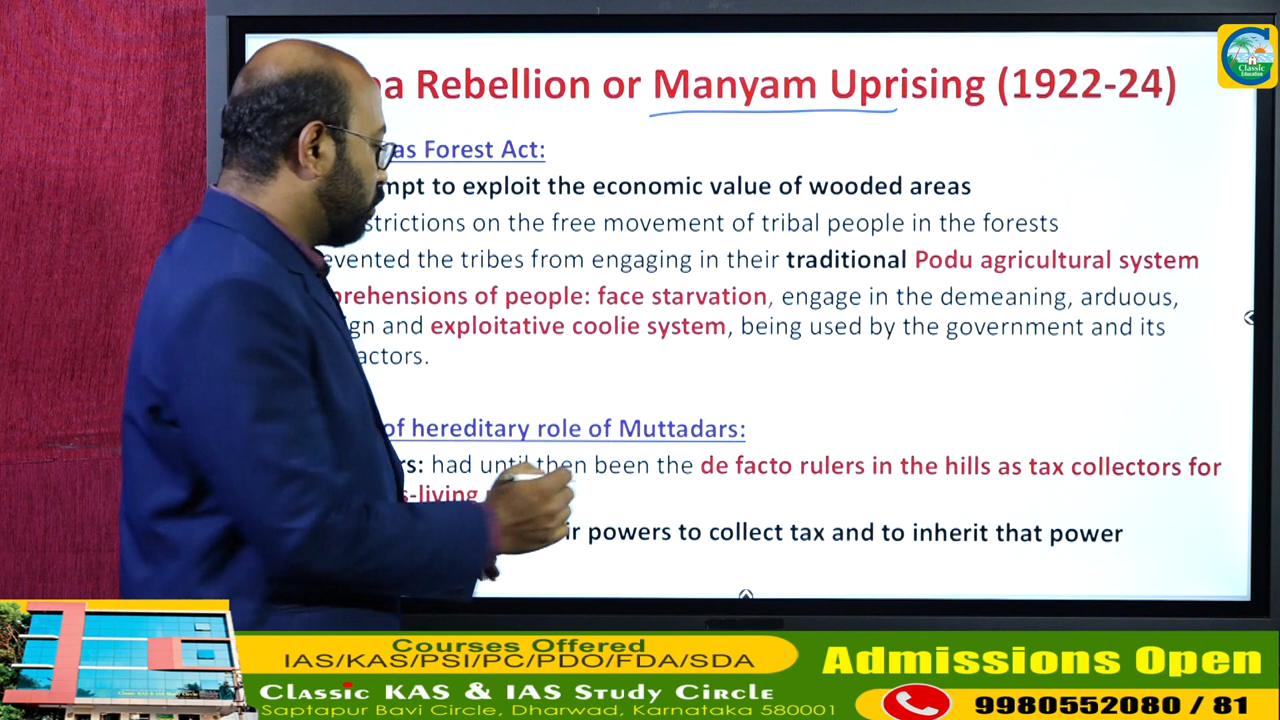 na Rebellion or Manyam Uprising (1922-24)
as Forest Act:
mpt to exploit the economic value of wooded areas
strictions on the free movement of tribal people in the forests
evented the tribes from engaging in their traditional Podu agricultural system
prehensions of people: face starvation, engage in the demeaning, arduous,
ign and exploitative coolie system, being used by the government and its
actors.
of hereditary role of Muttadars:
rs: had until then been the de facto rulers in the hills as tax collectors for
s-living
ir powers to collect tax and to inherit that power
Classic
Education
Courses Offered
IAS/KAS/PSI/PC/PDO/FDA/SDA
Classic KAS & IAS Study Circle
Saptapur Bavi Circle, Dharwad, Karnataka 580001
Admissions Open
9980552080 / 81